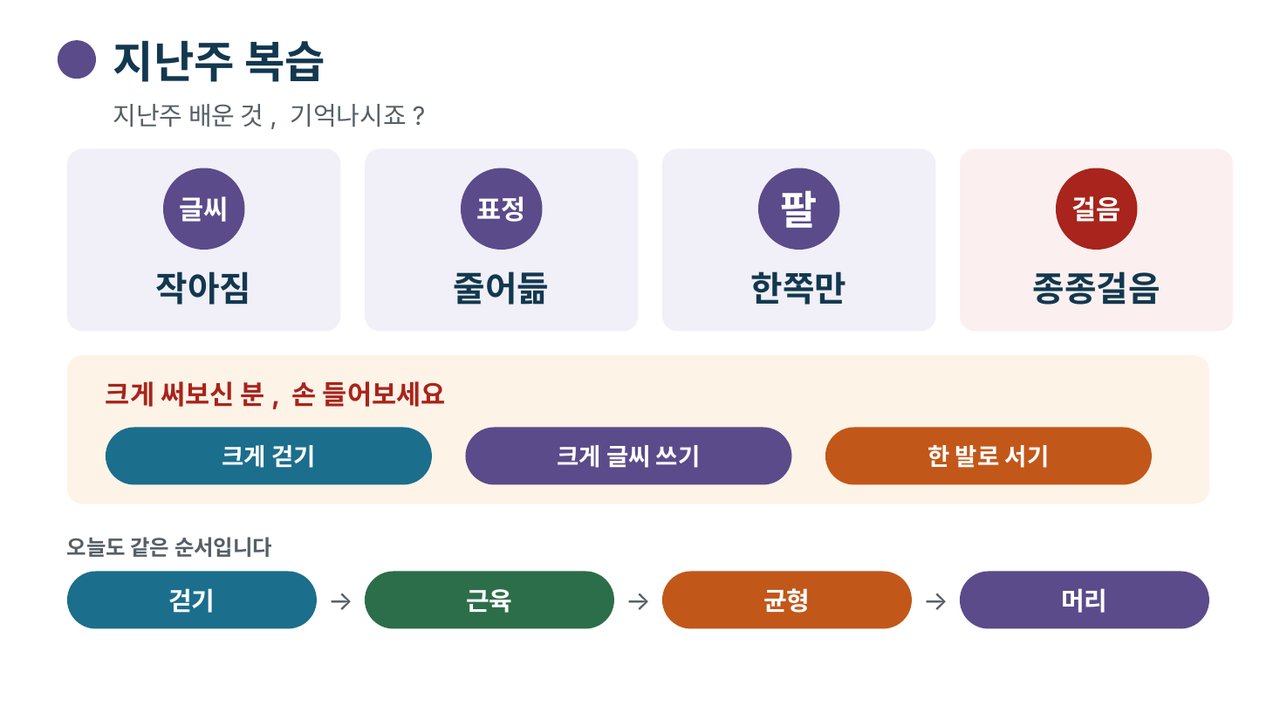 지난주 복습
지난주 배운 것 , 기억나시죠 ?
글씨 표정 팔 걸음
작아짐 줄어듦 한쪽만 종종걸음
크게 써보신 분 , 손 들어보세요
크게 걷기 크게 글씨 쓰기 한 발로 서기
오늘도 같은 순서입니다
걷기 → 근육 → 균형 → 머리